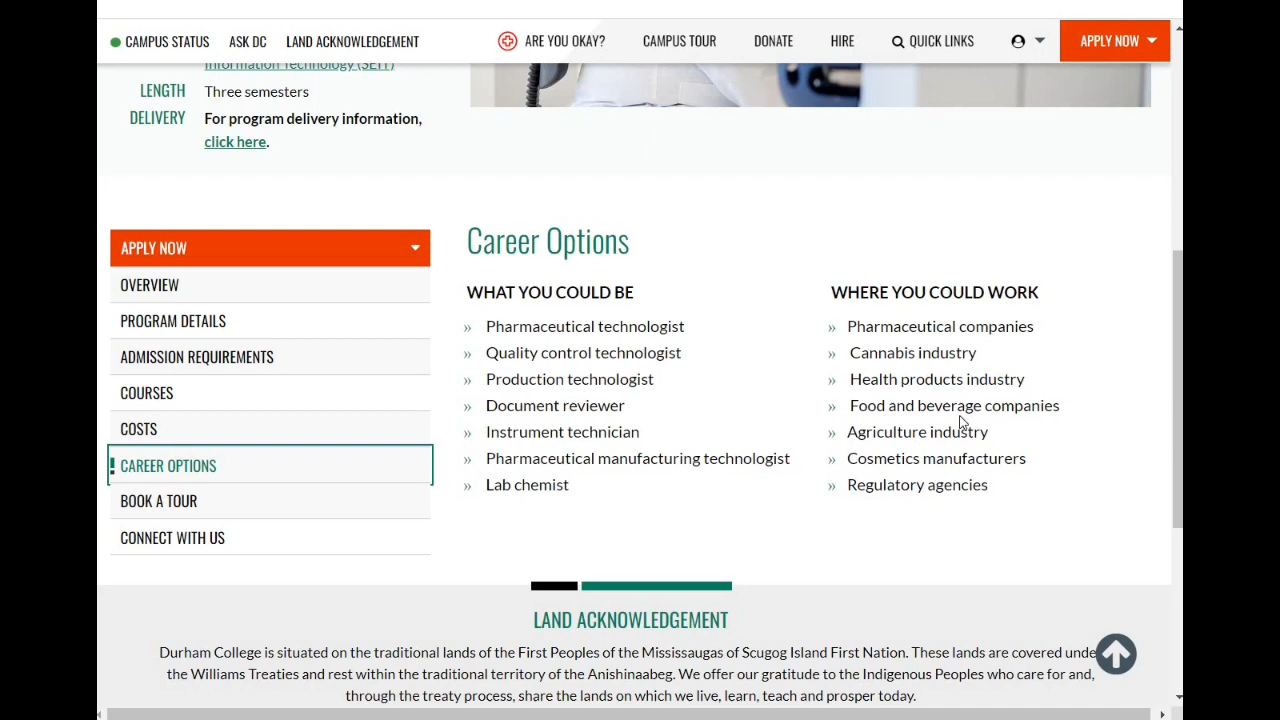 CAMPUS STATUS ASK DC LAND ACKNOWLEDGEMENT ARE YOU OKAY? CAMPUS TOUR DONATE HIRE QUICK LINKS APPLY NOW
Information Technology (SEIT)
LENGTH Three semesters
DELIVERY For program delivery information,
click here.
APPLY NOW
OVERVIEW
PROGRAM DETAILS
ADMISSION REQUIREMENTS
COURSES
COSTS
CAREER OPTIONS
BOOK A TOUR
CONNECT WITH US
Career Options
WHAT YOU COULD BE
» Pharmaceutical technologist
» Quality control technologist
» Production technologist
» Document reviewer
» Instrument technician
» Pharmaceutical manufacturing technologist
» Lab chemist
WHERE YOU COULD WORK
» Pharmaceutical companies
» Cannabis industry
» Health products industry
» Food and beverage companies
» Agriculture industry
» Cosmetics manufacturers
» Regulatory agencies
LAND ACKNOWLEDGEMENT
Durham College is situated on the traditional lands of the First Peoples of the Mississaugas of Scugog Island First Nation. These lands are covered under
the Williams Treaties and rest within the traditional territory of the Anishinaabeg. We offer our gratitude to the Indigenous Peoples who care for and,
through the treaty process, share the lands on which we live, learn, teach and prosper today.